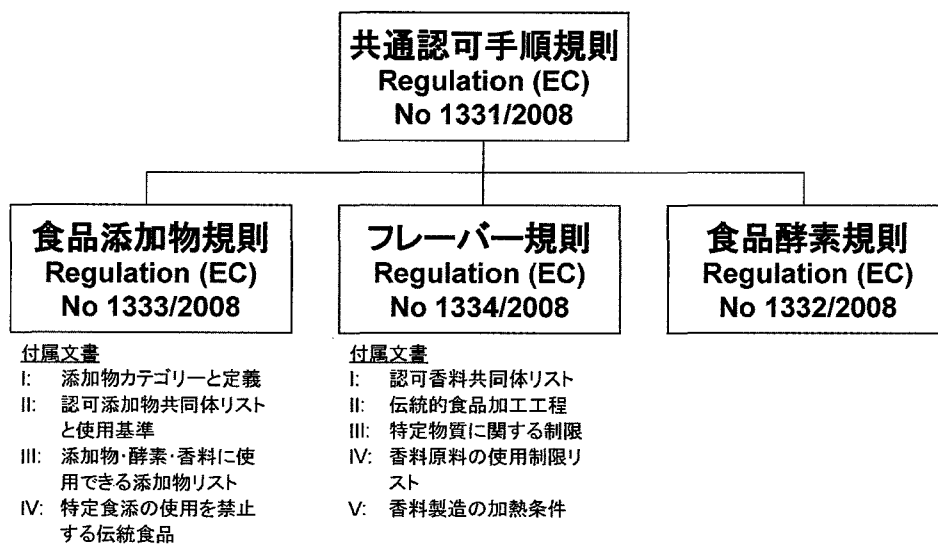 共通認可手順規則
Regulation (EC)
No 1331/2008
食品添加物規則
Regulation (EC)
No 1333/2008
フレーバー規則
Regulation (EC)
No 1334/2008
食品酵素規則
Regulation (EC)
No 1332/2008
付属文書
I: 添加物カテゴリーと定義
II: 認可添加物共同体リスト
と使用基準
III: 添加物・酵素・香料に使
用できる添加物リスト
IV: 特定食添の使用を禁止
する伝統食品
付属文書
I: 認可香料共同体リスト
II: 伝統的食品加工工程
III: 特定物質に関する制限
IV: 香料原料の使用制限リ
スト
V: 香料製造の加熱条件